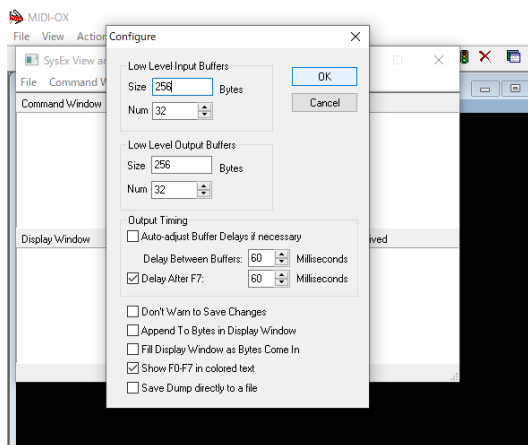 MIDI-OX
File View Action
SysEx View an
File Command W
Command Window
Display Window
ived
Configure
Low Level Input Buffers
Size 256 Bytes
Num 32
OK
Cancel
Low Level Output Buffers
Size 256 Bytes
Num 32
Output Timing
Auto-adjust Buffer Delays if necessary
Delay Between Buffers: 60 Milliseconds
Delay After F7: 60 Milliseconds
Don't Warn to Save Changes
Append To Bytes in Display Window
Fill Display Window as Bytes Come In
Show F0-F7 in colored text
Save Dump directly to a file